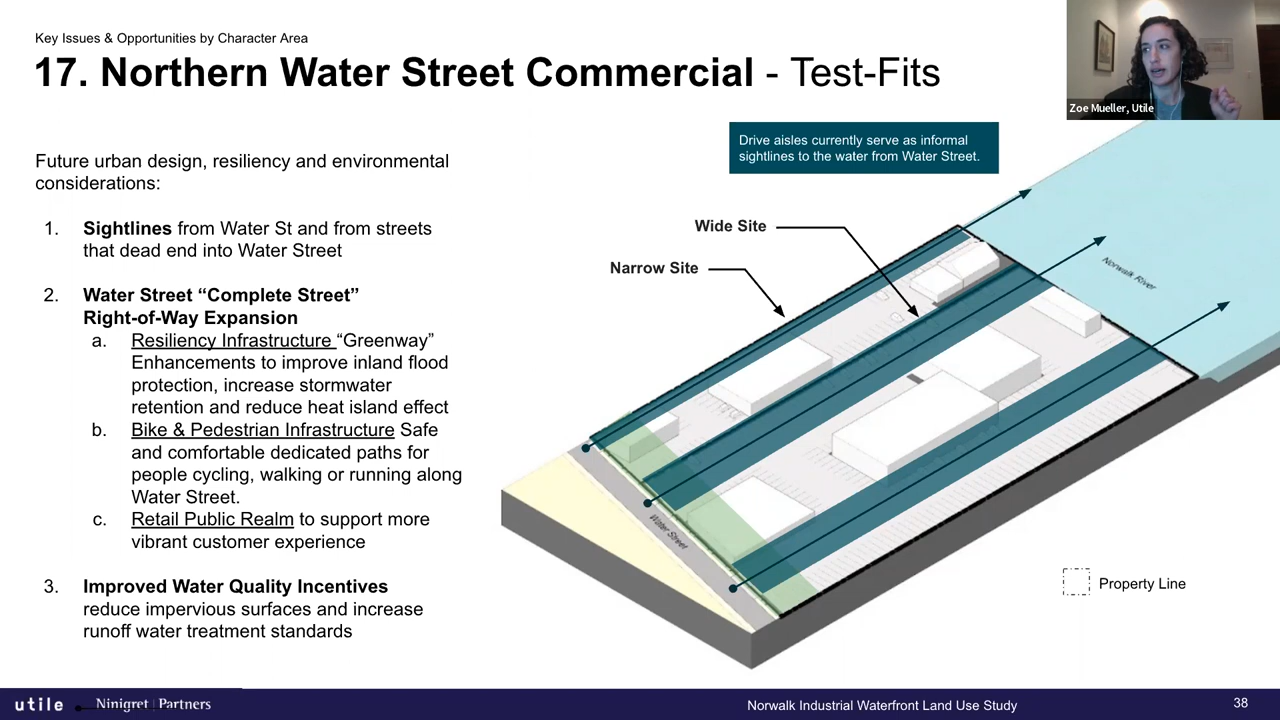 Key Issues & Opportunities by Character Area
17. Northern Water Street Commercial - Test-Fits
Zoe Mueller, Utile
Future urban design, resiliency and environmental
considerations:
1. Sightlines from Water St and from streets
that dead end into Water Street
2. Water Street “Complete Street”
Right-of-Way Expansion
a. Resiliency Infrastructure “Greenway”
Enhancements to improve inland flood
protection, increase stormwater
retention and reduce heat island effect
b. Bike & Pedestrian Infrastructure Safe
and comfortable dedicated paths for
people cycling, walking or running along
Water Street.
c. Retail Public Realm to support more
vibrant customer experience
3. Improved Water Quality Incentives
reduce impervious surfaces and increase
runoff water treatment standards
Drive aisles currently serve as informal
sightlines to the water from Water Street.
Wide Site
Narrow Site
Norwalk River
Water Street
Property Line
utile
Ninigret | Partners
Norwalk Industrial Waterfront Land Use Study
38